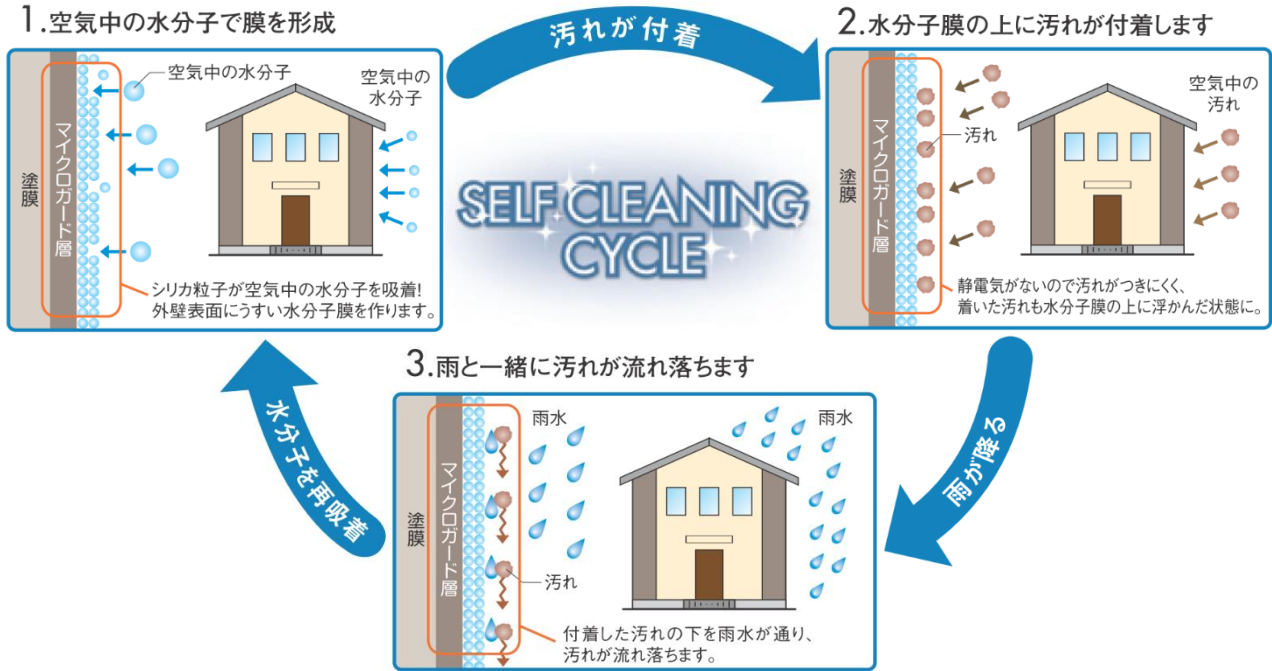 1.空気中の水分子で膜を形成
空気中の水分子
空気中の
水分子
塗膜
マイクロガード層
シリカ粒子が空気中の水分子を吸着!
外壁表面にうすい水分子膜を作ります。
汚れが付着
SELF CLEANING
CYCLE
2.水分子膜の上に汚れが付着します
空気中の
汚れ
汚れ
塗膜
マイクロガード層
静電気がないので汚れがつきにくく、
着いた汚れも水分子膜の上に浮かんだ状態に。
雨が降る
3.雨と一緒に汚れが流れ落ちます
雨水
雨水
塗膜
マイクロガード層
汚れ
付着した汚れの下を雨水が通り、
汚れが流れ落ちます。
水分子を再吸着